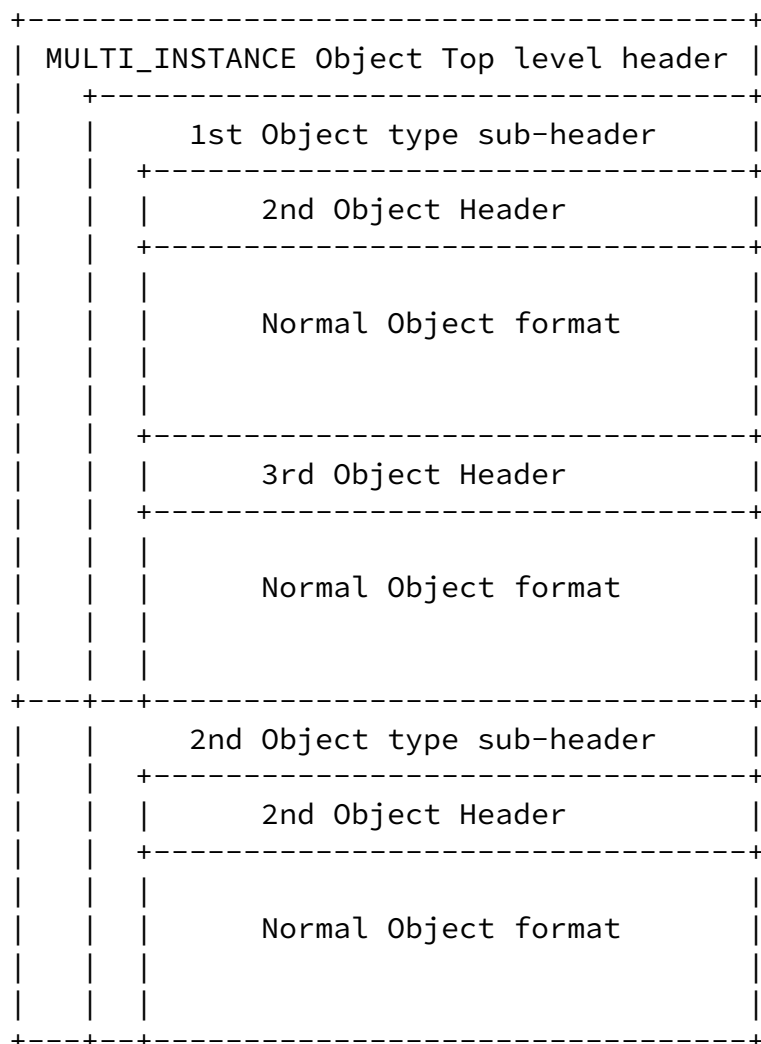 MULTI_INSTANCE Object Top level header
1st Object type sub-header
2nd Object Header
Normal Object format
3rd Object Header
Normal Object format
2nd Object type sub-header
2nd Object Header
Normal Object format